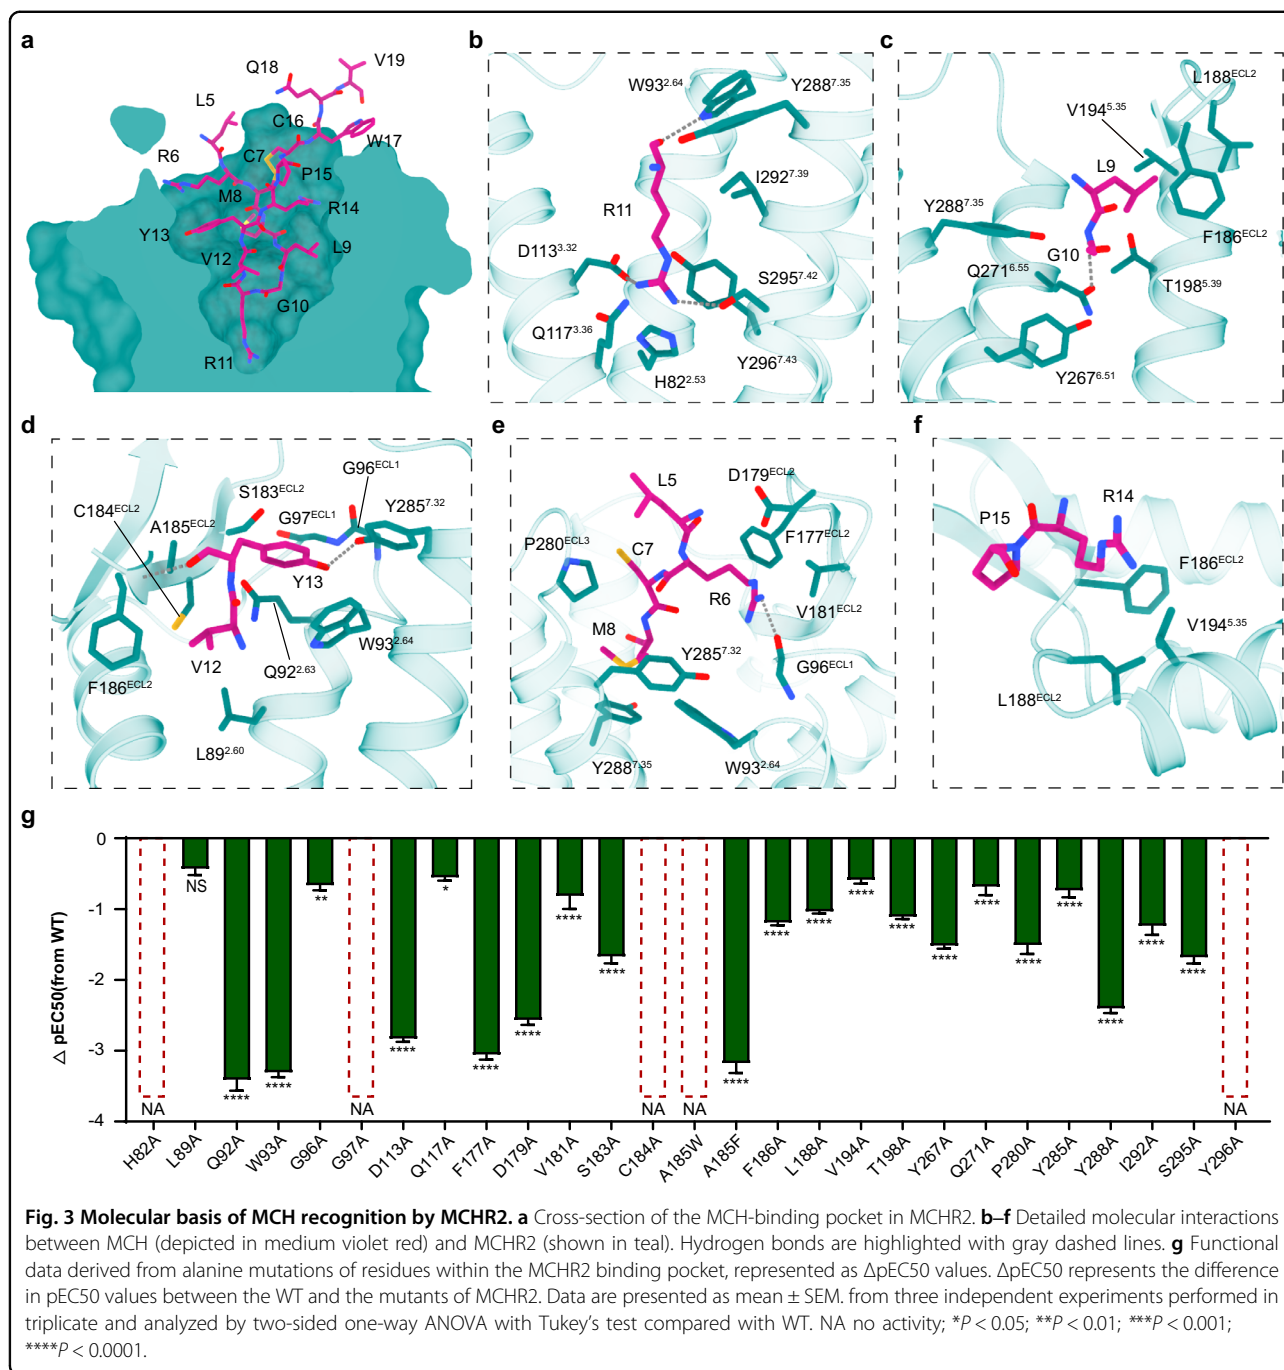 a
Q18
V19
L5
C16
W17
R6
C7
P15
M8
R14
Y13
L9
V12
G10
R11
b
W93^2.64
Y288^7.35
I292^7.39
R11
D113^3.32
S295^7.42
Q117^3.36
H82^2.53
Y296^7.43
c
L188^ECL2
V194^5.35
L9
Y288^7.35
F186^ECL2
G10
Q271^6.55
T198^5.39
Y267^6.51
d
G96^ECL1
S183^ECL2
C184^ECL2
G97^ECL1
Y285^7.32
A185^ECL2
Y13
V12
Q92^2.63
W93^2.64
F186^ECL2
L89^2.60
e
L5
D179^ECL2
P280^ECL3
C7
F177^ECL2
R6
V181^ECL2
M8
Y285^7.32
G96^ECL1
Y288^7.35
W93^2.64
f
R14
P15
F186^ECL2
V194^5.35
L188^ECL2
g
△ pEC50(from WT)
0
-1
-2
-3
-4
NA
NS
****
****
**
NA
****
*
****
****
****
****
NA
NA
****
****
****
****
****
****
****
****
****
****
****
****
NA
H82A
L89A
Q92A
W93A
G96A
G97A
D113A
Q117A
F177A
D179A
V181A
S183A
C184A
A185W
A185F
F186A
L188A
V194A
T198A
Y267A
Q271A
P280A
Y285A
Y288A
I292A
S295A
Y296A
Fig. 3 Molecular basis of MCH recognition by MCHR2. a Cross-section of the MCH-binding pocket in MCHR2. b–f Detailed molecular interactions
between MCH (depicted in medium violet red) and MCHR2 (shown in teal). Hydrogen bonds are highlighted with gray dashed lines. g Functional
data derived from alanine mutations of residues within the MCHR2 binding pocket, represented as ΔpEC50 values. ΔpEC50 represents the difference
in pEC50 values between the WT and the mutants of MCHR2. Data are presented as mean ± SEM. from three independent experiments performed in
triplicate and analyzed by two-sided one-way ANOVA with Tukey's test compared with WT. NA no activity; *P < 0.05; **P < 0.01; ***P < 0.001;
****P < 0.0001.